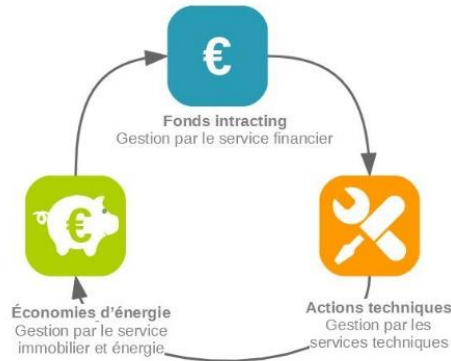 €
Fonds intracting
Gestion par le service financier
€
Économies d'énergie
Gestion par le service
immobilier et énergie
Actions techniques
Gestion par les
services techniques